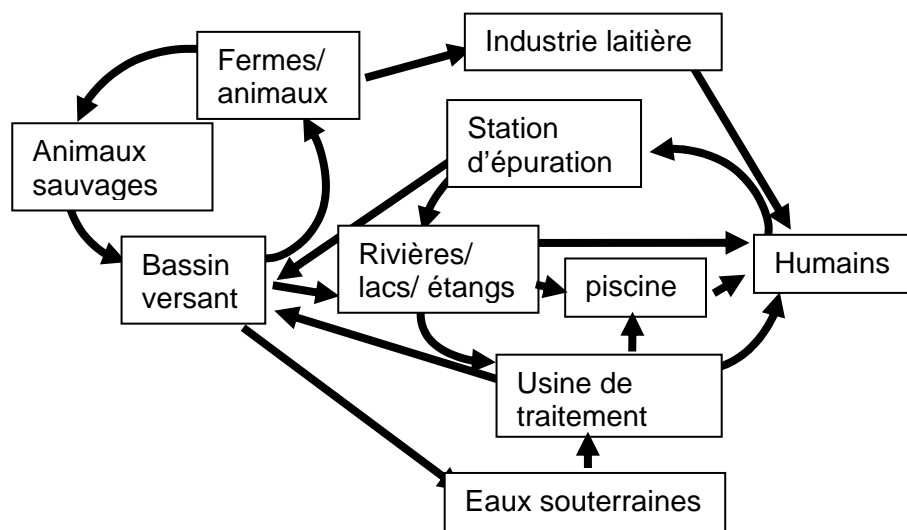 Industrie laitière
Fermes/
animaux
Station
d'épuration
Animaux
sauvages
Bassin
versant
Rivières/
lacs/ étangs
piscine
Humains
Usine de
traitement
Eaux souterraines